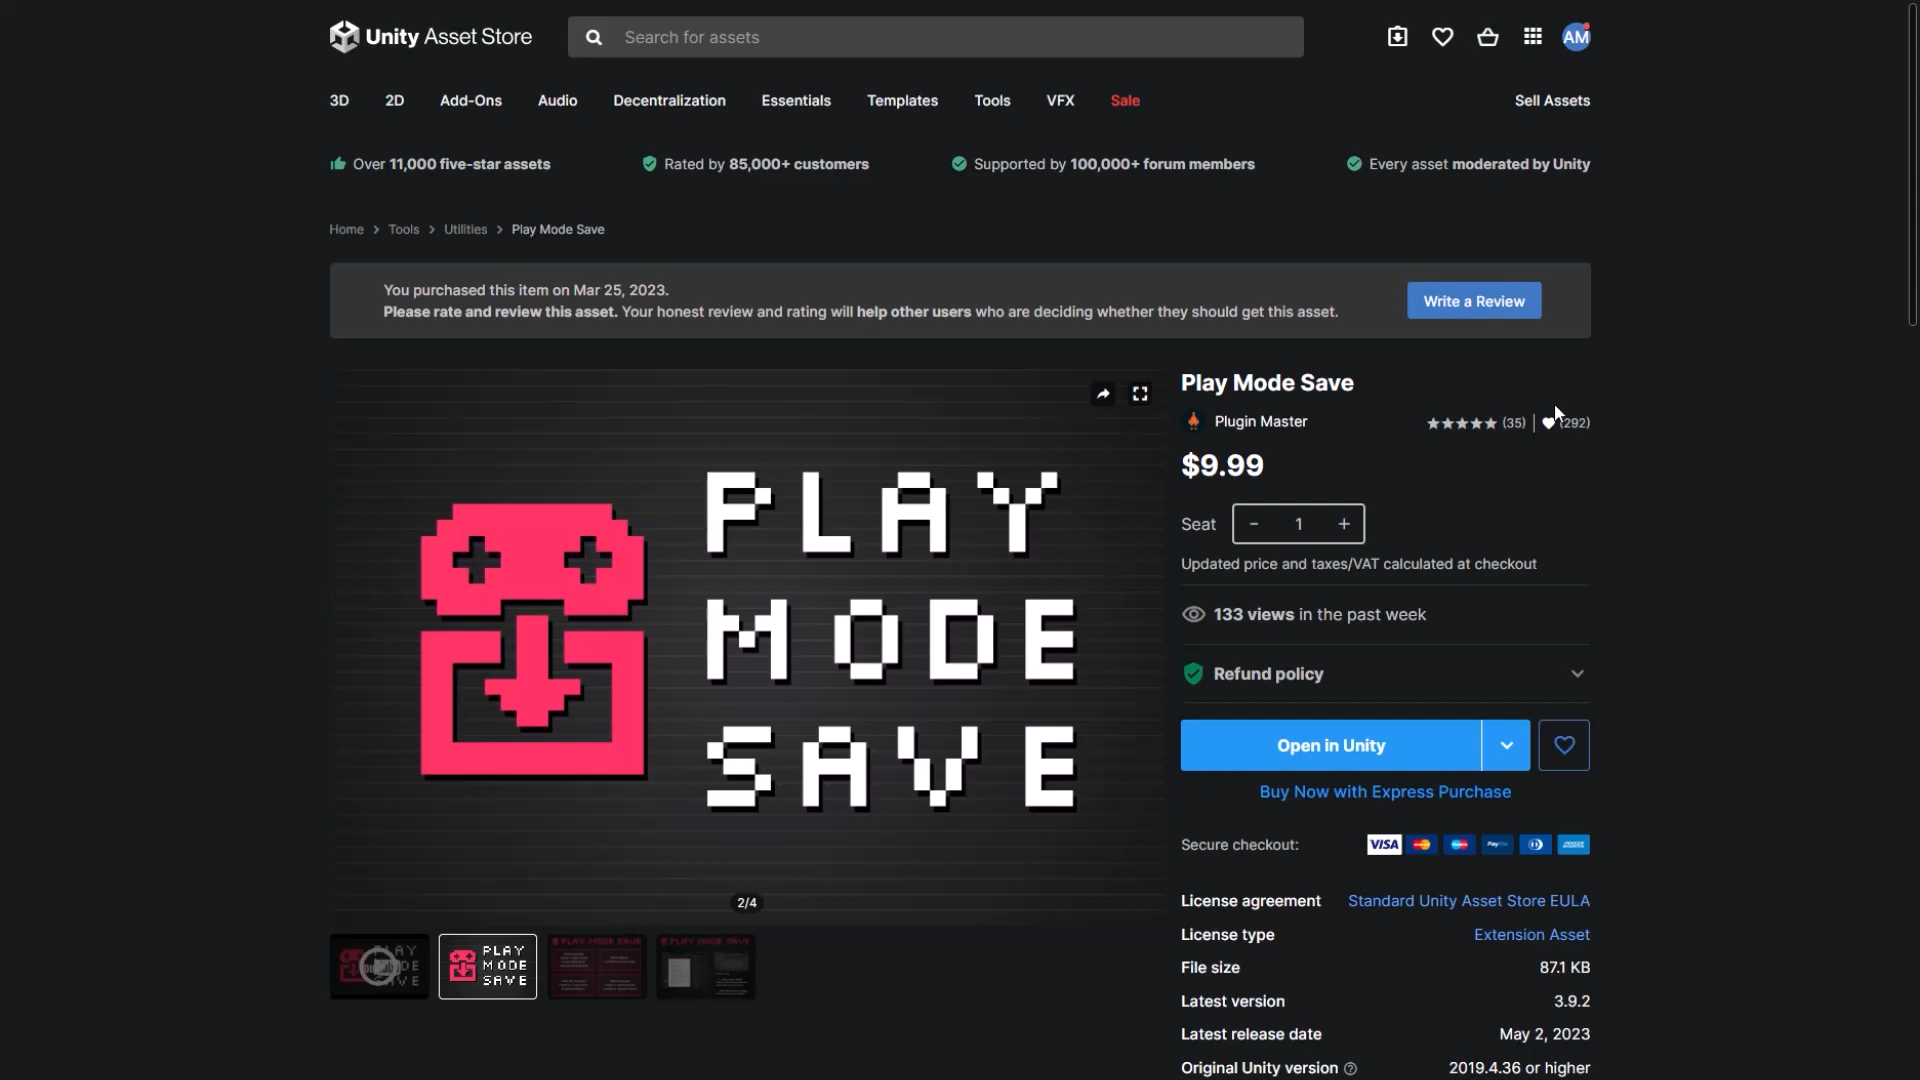 Unity Asset Store
Search for assets
AM
3D 2D Add-Ons Audio Decentralization Essentials Templates Tools VFX Sale Sell Assets
Over 11,000 five-star assets
Rated by 85,000+ customers
Supported by 100,000+ forum members
Every asset moderated by Unity
Home > Tools > Utilities > Play Mode Save
You purchased this item on Mar 25, 2023.
Please rate and review this asset. Your honest review and rating will help other users who are deciding whether they should get this asset.
Write a Review
PLAY
MODE
SAVE
2/4
PLAY
MODE
SAVE
PLAY MODE SAVE
PLAY MODE SAVE
Play Mode Save
Plugin Master
(35) | (292)
$9.99
Seat - 1 +
Updated price and taxes/VAT calculated at checkout
133 views in the past week
Refund policy
Open in Unity
Buy Now with Express Purchase
Secure checkout:
VISA
PayPal
License agreement Standard Unity Asset Store EULA
License type Extension Asset
File size 87.1 KB
Latest version 3.9.2
Latest release date May 2, 2023
Original Unity version 2019.4.36 or higher